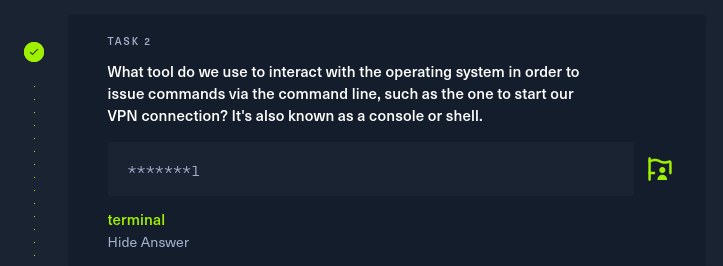 TASK 2
What tool do we use to interact with the operating system in order to
issue commands via the command line, such as the one to start our
VPN connection? It's also known as a console or shell.
*******l
terminal
Hide Answer